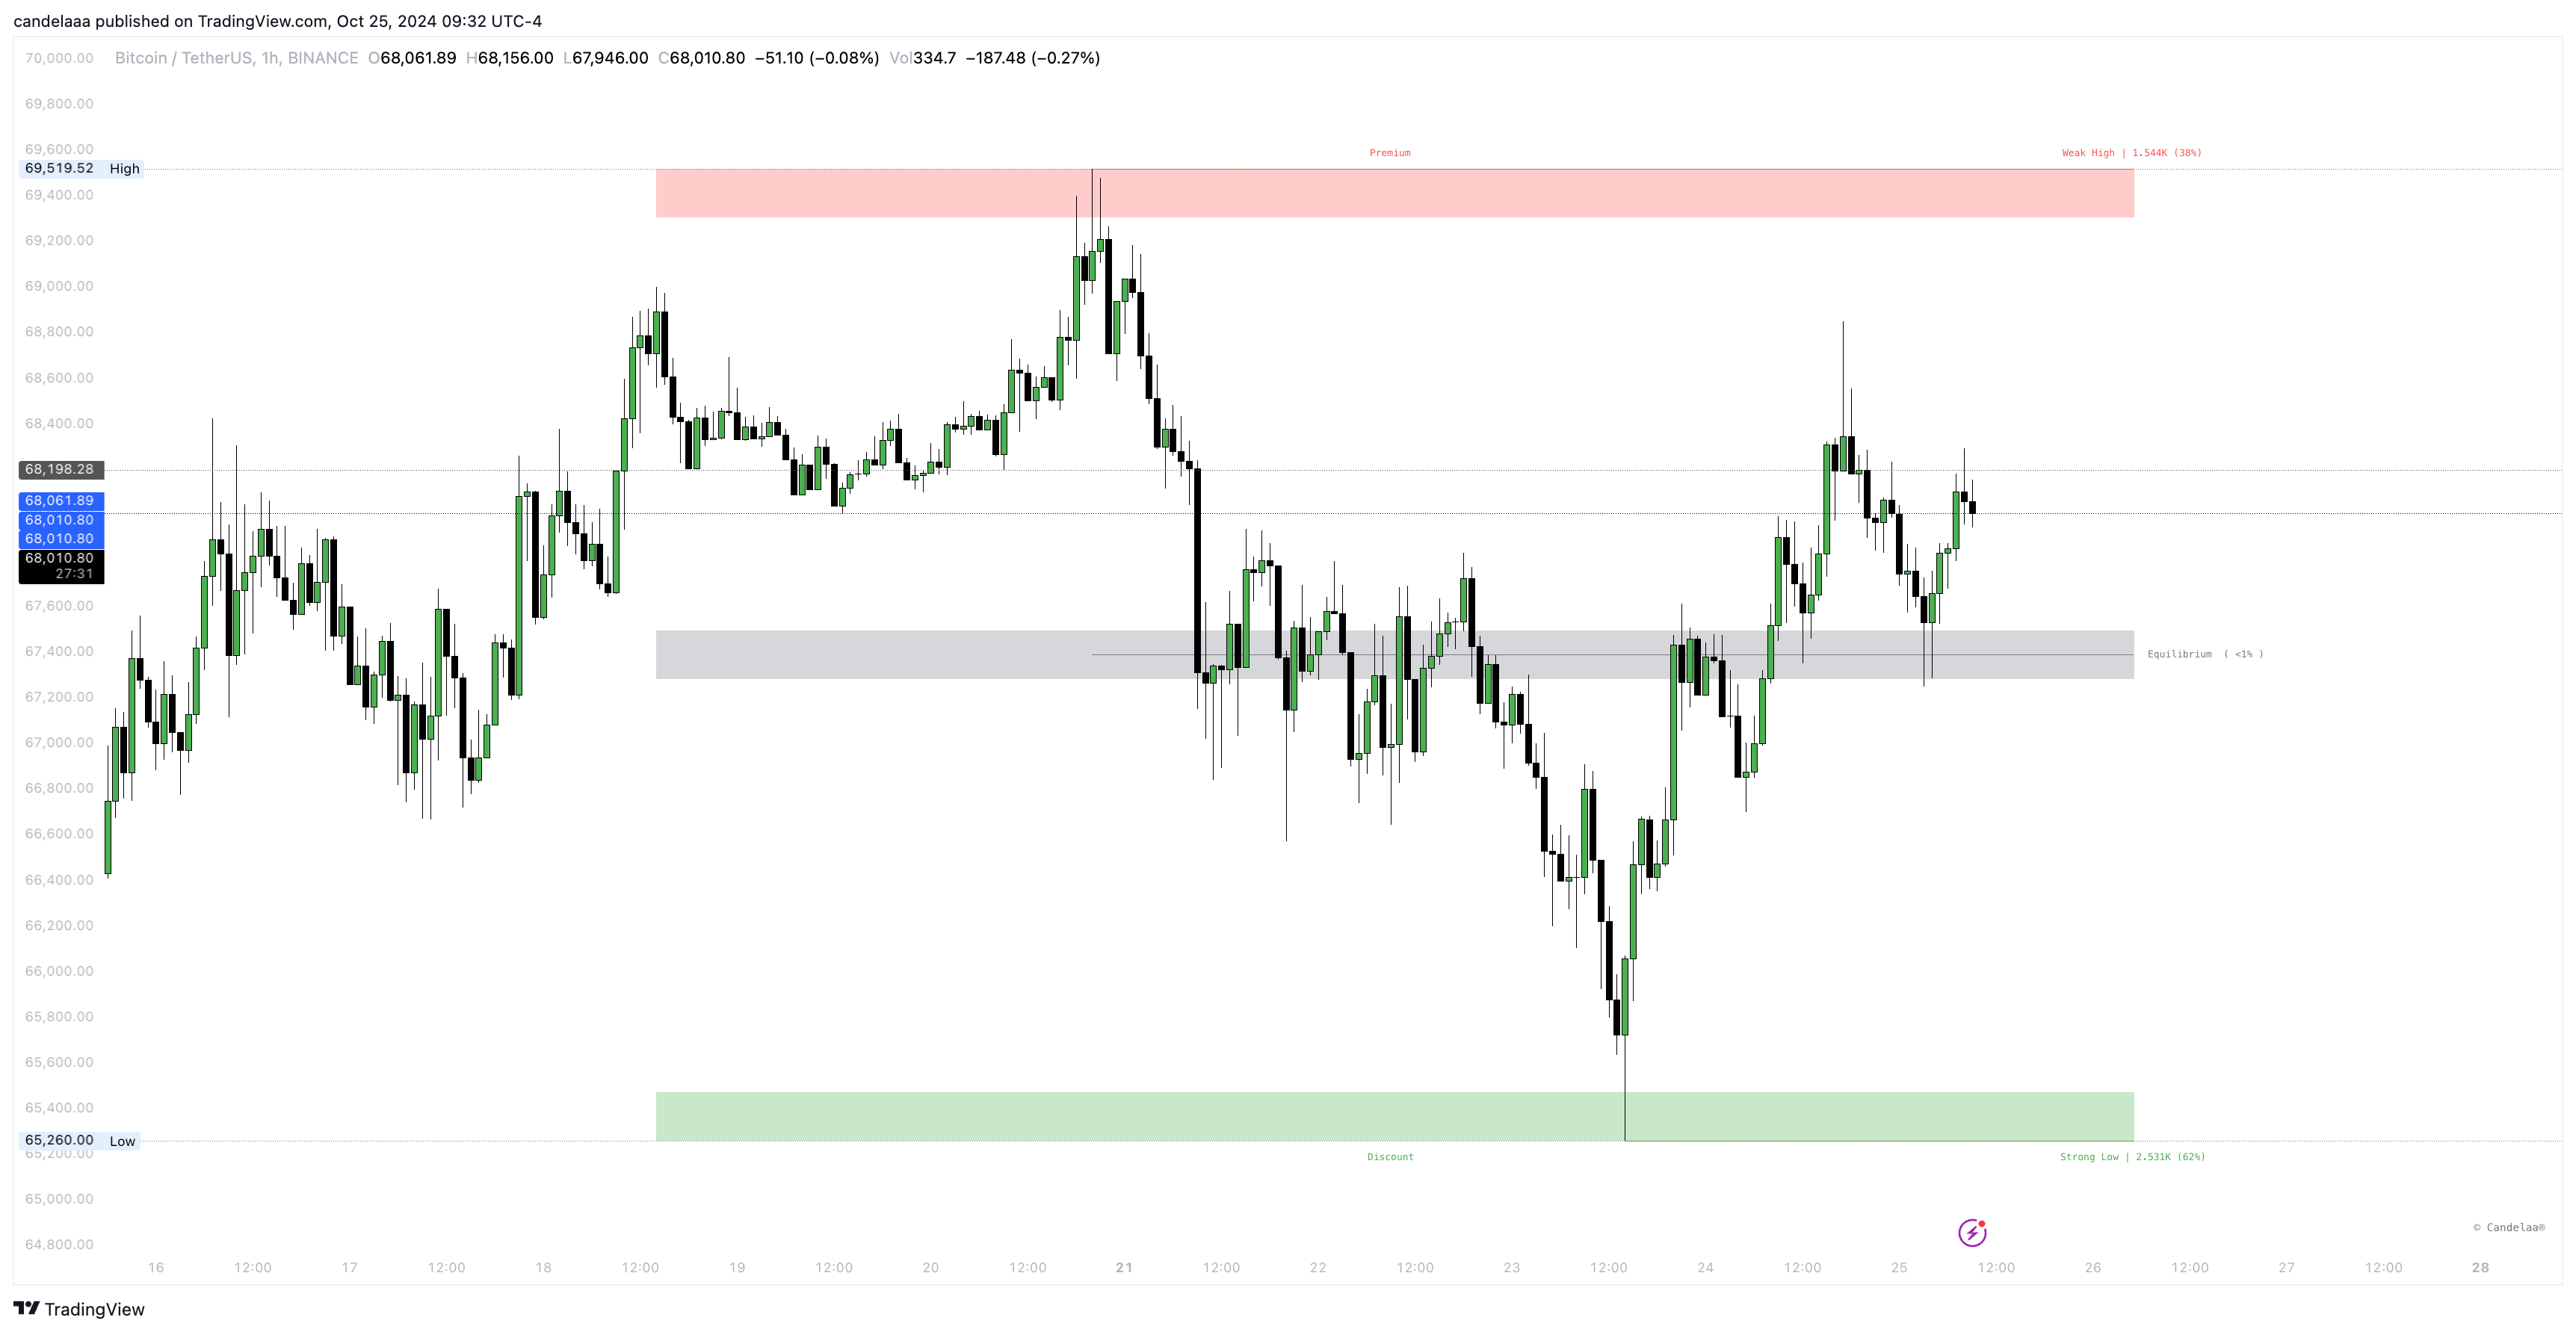 candelaaa published on TradingView.com, Oct 25, 2024 09:32 UTC-4
Bitcoin / TetherUS, 1h, BINANCE O68,061.89 H68,156.00 L67,946.00 C68,010.80 −51.10 (−0.08%) Vol334.7 −187.48 (−0.27%)
70,000.00
69,800.00
69,600.00
Premium
Weak High | 1.544K (38%)
69,519.52 High
69,400.00
69,200.00
69,000.00
68,800.00
68,600.00
68,400.00
68,198.28
68,061.89
68,010.80
68,010.80
68,010.80
27:31
67,600.00
67,400.00
Equilibrium ( <1% )
67,200.00
67,000.00
66,800.00
66,600.00
66,400.00
66,200.00
66,000.00
65,800.00
65,600.00
65,400.00
65,260.00 Low
65,200.00
Discount
Strong Low | 2.531K (62%)
65,000.00
© Candelaa®
64,800.00
16 12:00 17 12:00 18 12:00 19 12:00 20 12:00 21 12:00 22 12:00 23 12:00 24 12:00 25 12:00 26 12:00 27 12:00 28
TradingView